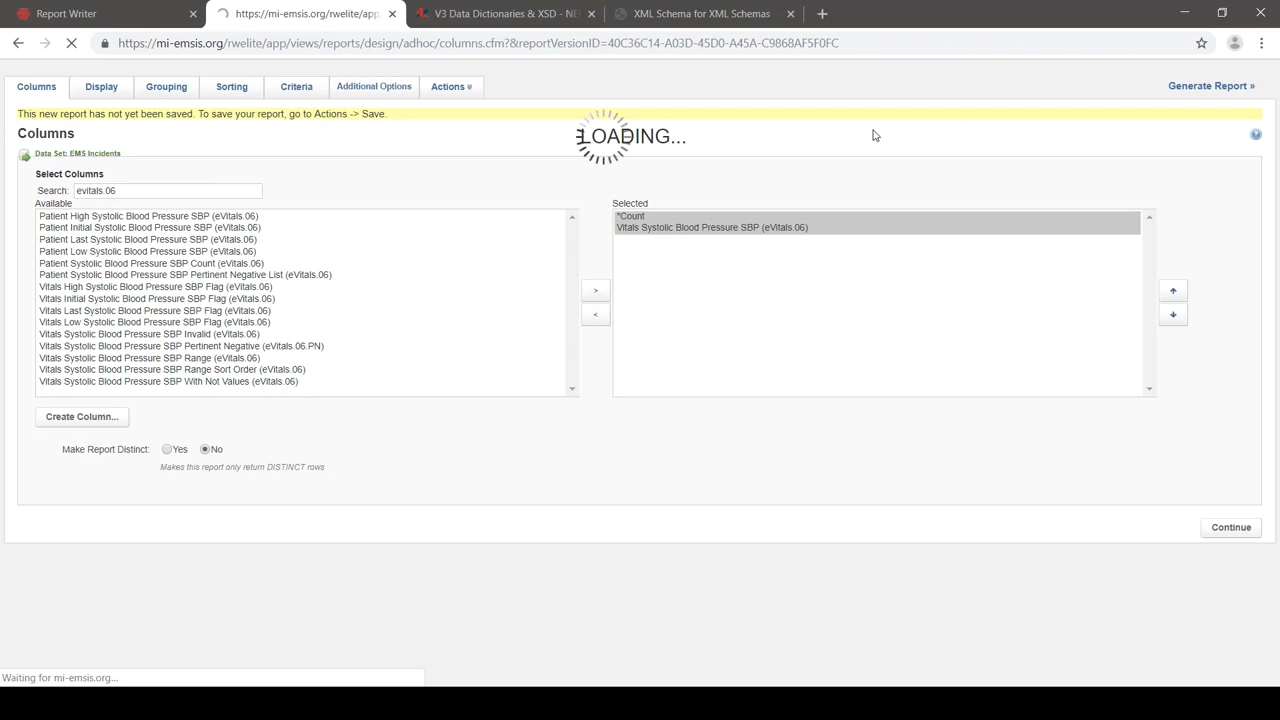 Report Writer
https://mi-emsis.org/rwelite/app/
V3 Data Dictionaries & XSD - NE
XML Schema for XML Schemas
https://mi-emsis.org/rwelite/app/views/reports/design/adhoc/columns.cfm?&reportVersionID=40C36C14-A03D-45D0-A45A-C9868AF5F0FC
Columns
Display
Grouping
Sorting
Criteria
Additional Options
Actions
Generate Report »
This new report has not yet been saved. To save your report, go to Actions -> Save.
Columns
LOADING...
Data Set: EMS Incidents
Select Columns
Search: evitals.06
Available
Selected
Patient High Systolic Blood Pressure SBP (eVitals.06)
Patient Initial Systolic Blood Pressure SBP (eVitals.06)
Patient Last Systolic Blood Pressure SBP (eVitals.06)
Patient Low Systolic Blood Pressure SBP (eVitals.06)
Patient Systolic Blood Pressure SBP Count (eVitals.06)
Patient Systolic Blood Pressure SBP Pertinent Negative List (eVitals.06)
Vitals High Systolic Blood Pressure SBP Flag (eVitals.06)
Vitals Initial Systolic Blood Pressure SBP Flag (eVitals.06)
Vitals Last Systolic Blood Pressure SBP Flag (eVitals.06)
Vitals Low Systolic Blood Pressure SBP Flag (eVitals.06)
Vitals Systolic Blood Pressure SBP Invalid (eVitals.06)
Vitals Systolic Blood Pressure SBP Pertinent Negative (eVitals.06.PN)
Vitals Systolic Blood Pressure SBP Range (eVitals.06)
Vitals Systolic Blood Pressure SBP Range Sort Order (eVitals.06)
Vitals Systolic Blood Pressure SBP With Not Values (eVitals.06)
*Count
Vitals Systolic Blood Pressure SBP (eVitals.06)
>
<
Create Column...
Make Report Distinct: Yes No
Makes this report only return DISTINCT rows
Continue
Waiting for mi-emsis.org...